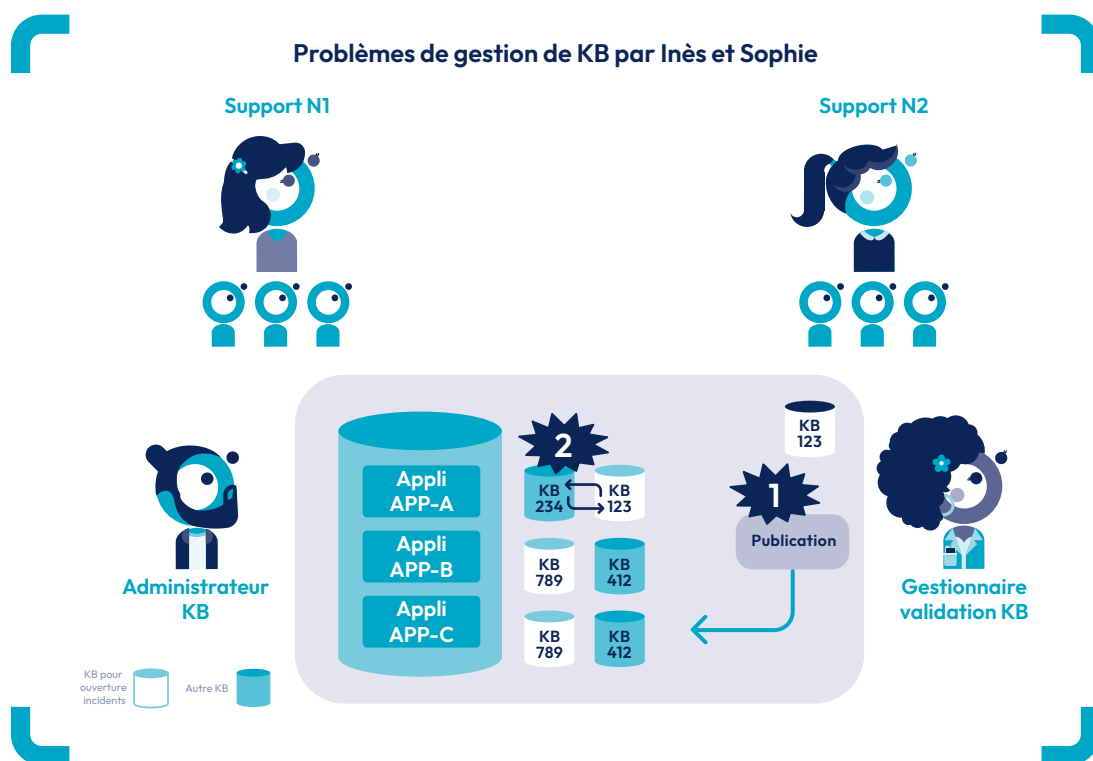 Problèmes de gestion de KB par Inès et Sophie
Support N1
Support N2
KB
123
2
1
Appli
APP-A
KB
234
KB
123
Publication
Appli
APP-B
KB
789
KB
412
Appli
APP-C
KB
789
KB
412
Administrateur
KB
Gestionnaire
validation KB
KB pour
ouverture
incidents
Autre KB